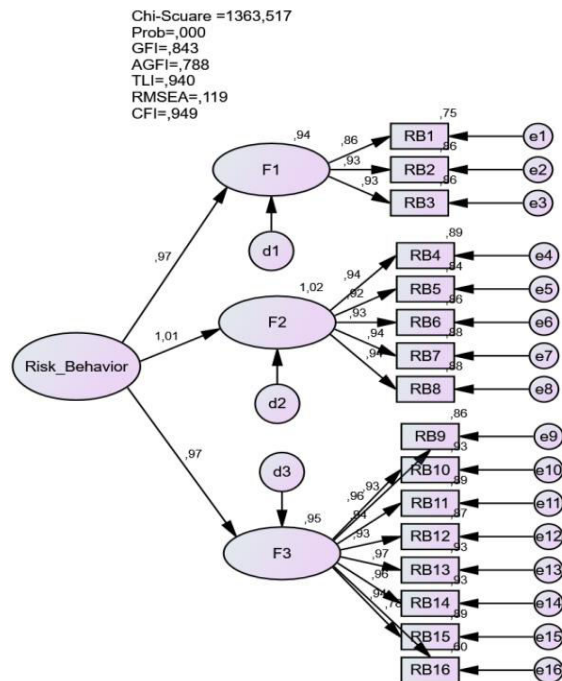 Chi-Scuare =1363,517
Prob=,000
GFI=,843
AGFI=,788
TLI=,940
RMSEA=,119
CFI=,949
,75
,94
,86
RB1
e1
,86
F1
,93
RB2
e2
,86
,93
RB3
e3
d1
,97
,89
,94
RB4
e4
,84
1,02
,92
RB5
e5
,86
F2
,93
RB6
e6
,88
1,01
,94
RB7
e7
,88
,94
RB8
e8
Risk_Behavior
d2
,86
RB9
e9
,93
,97
d3
,93
RB10
e10
,89
,96
RB11
e11
,94
,87
,95
,93
RB12
e12
,93
F3
,97
RB13
e13
,93
,96
RB14
e14
,89
,94
RB15
e15
,60
RB16
e16